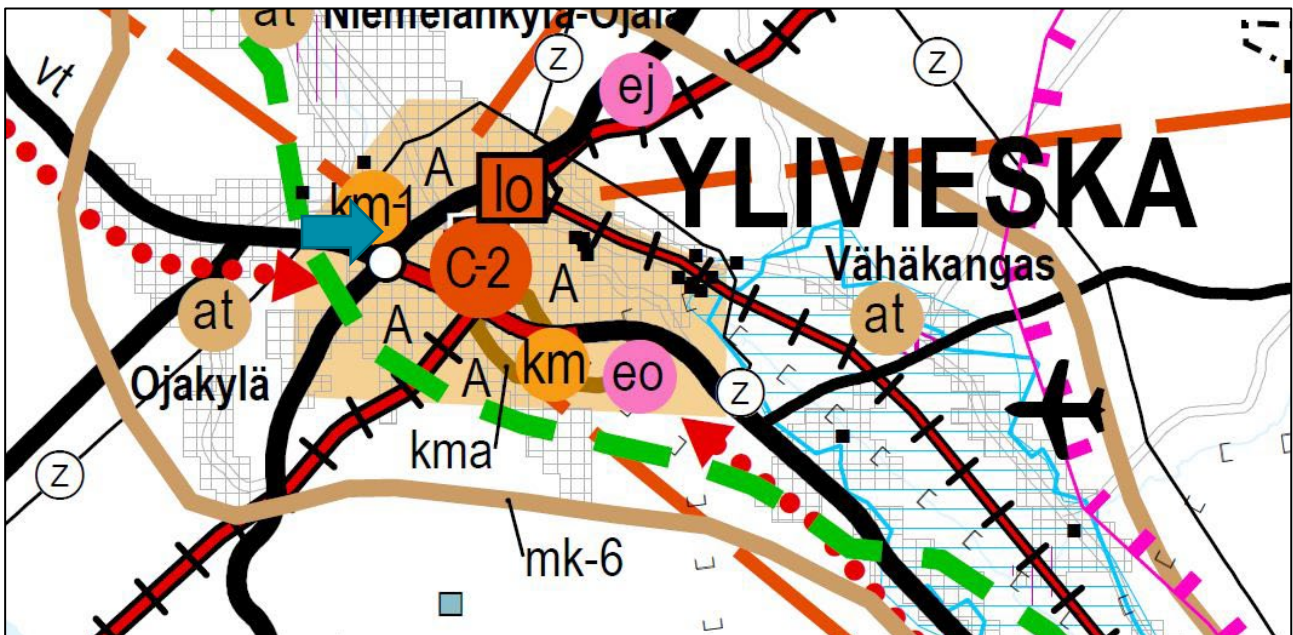 at
Niemelänkylä-Ojala
vt
z
z
ej
YLIVIESKA
A
lo
km-1
C-2
A
Vähäkangas
at
at
A
Ojakylä
A
km
eo
z
kma
z
mk-6